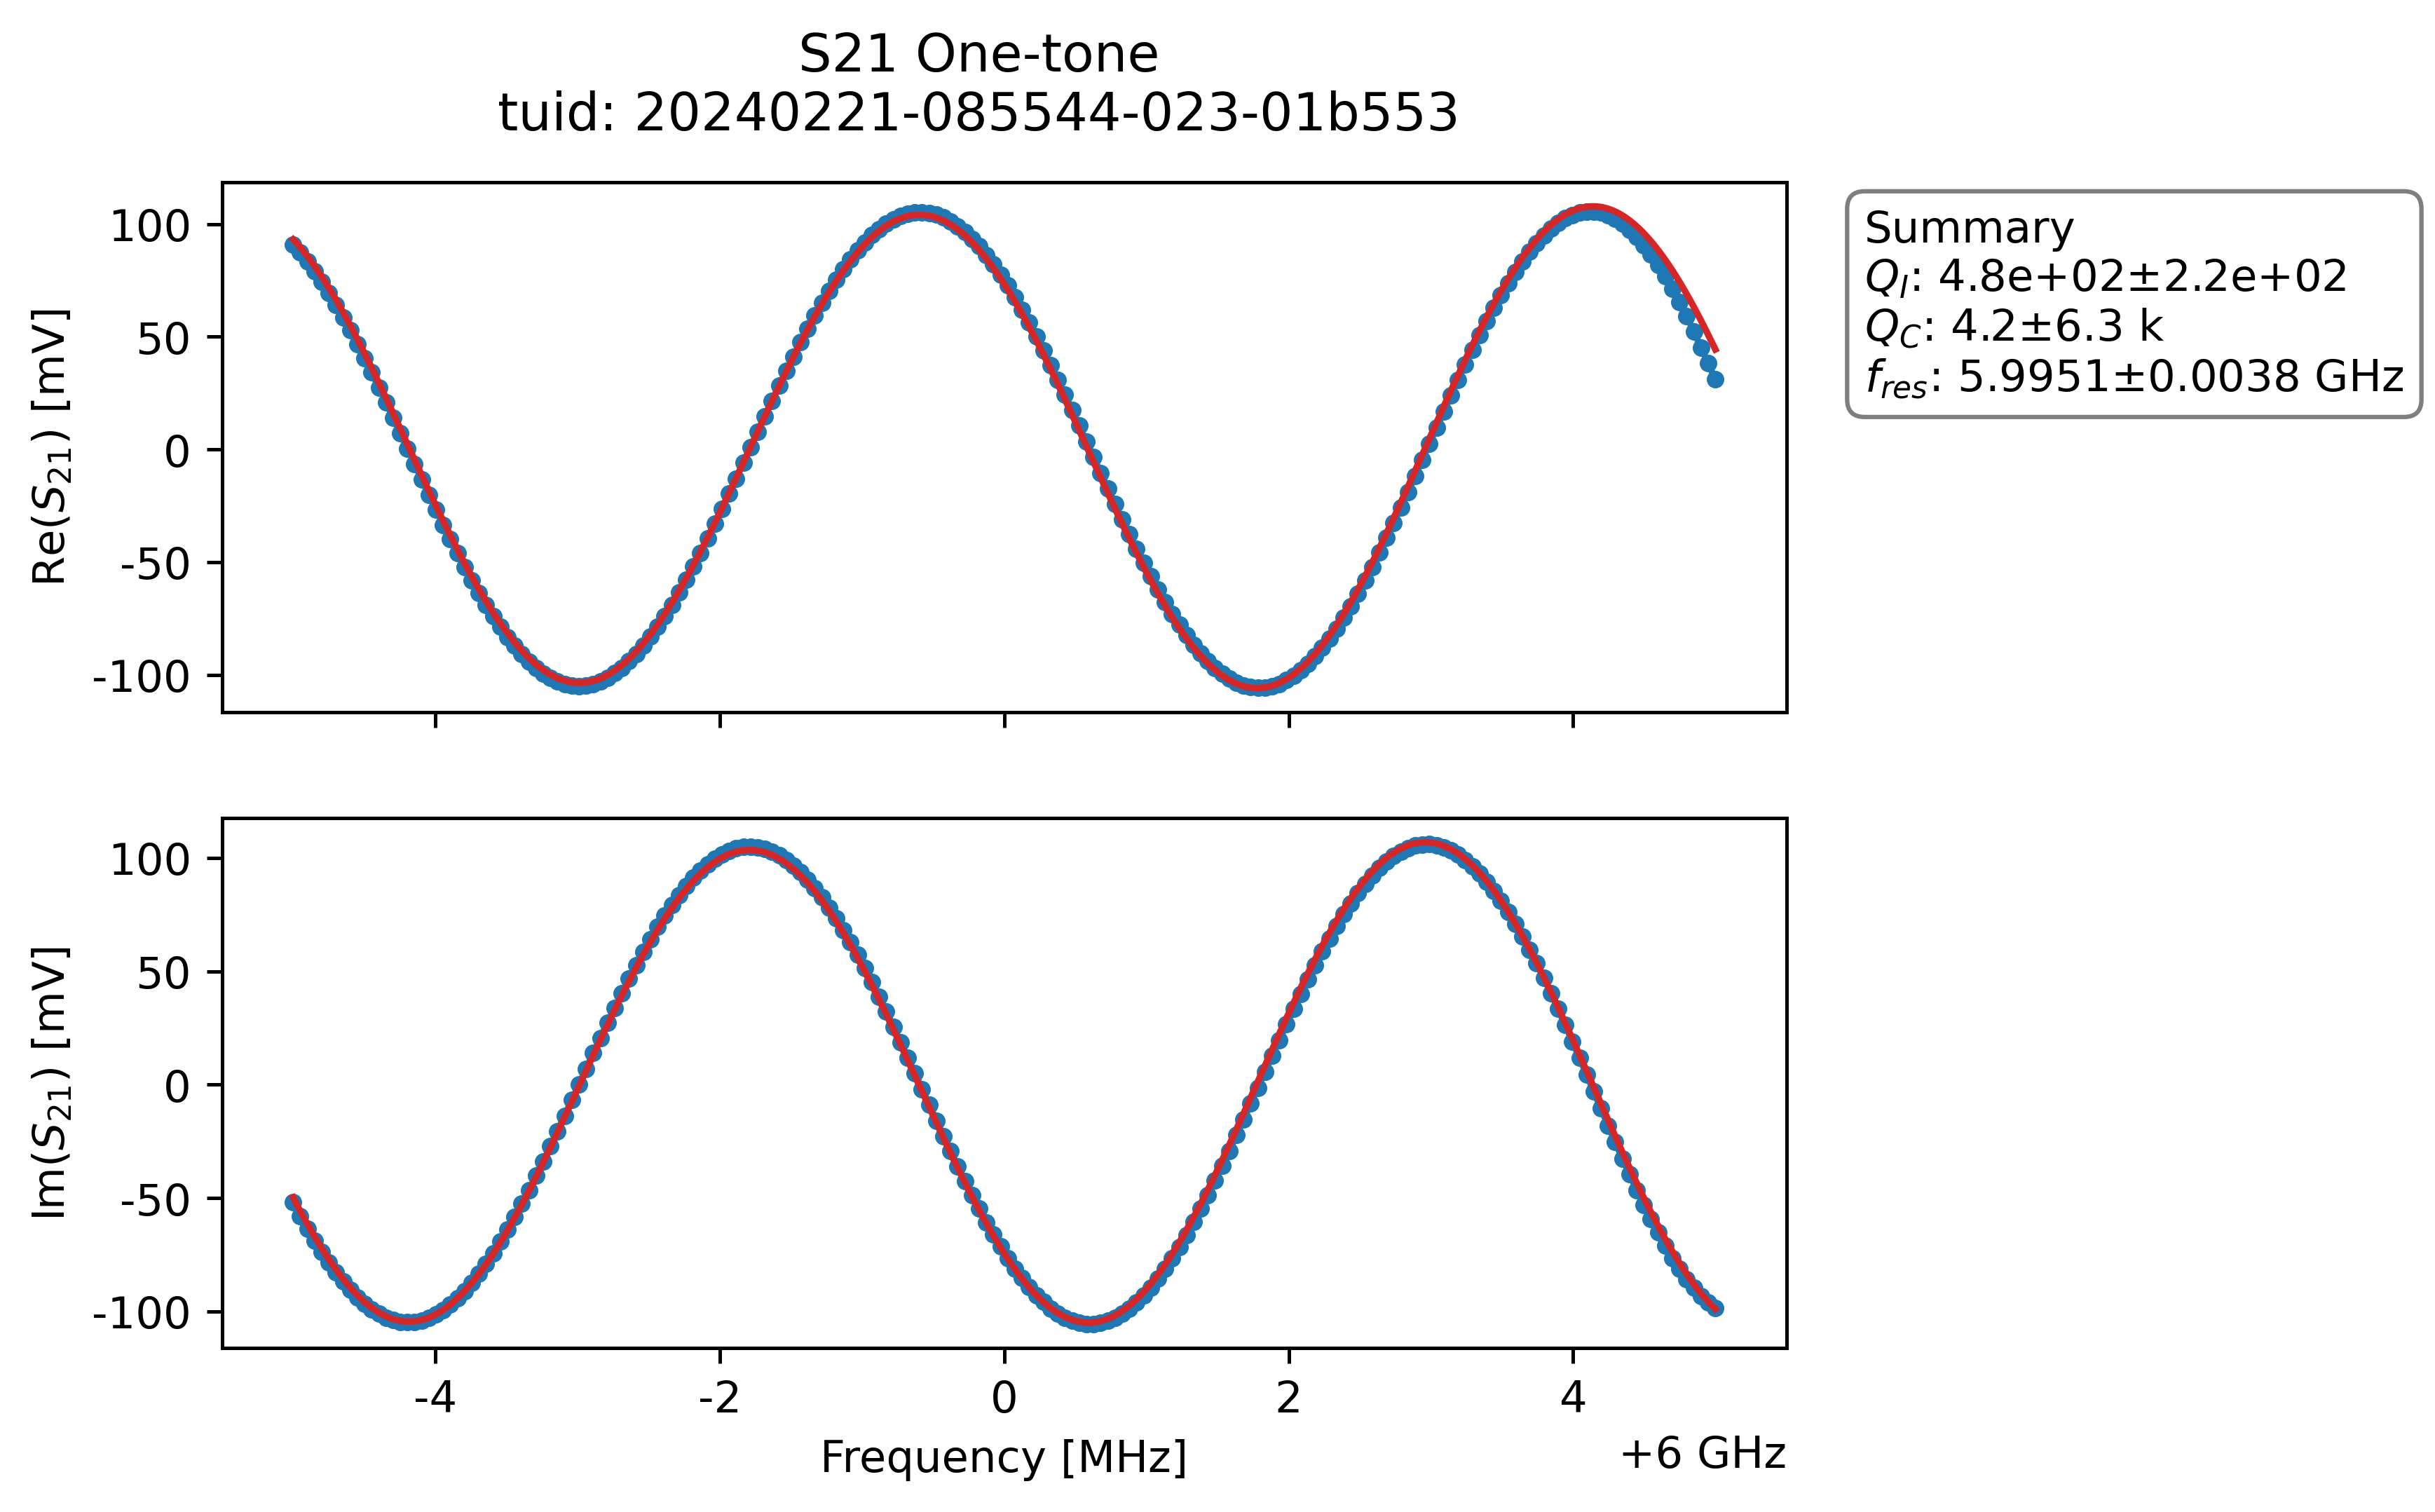 S21 One-tone
tuid: 20240221-085544-023-01b553
100
50
0
-50
-100
Re(S21) [mV]
Summary
QI: 4.8e+02±2.2e+02
QC: 4.2±6.3 k
fres: 5.9951±0.0038 GHz
100
50
0
-50
-100
Im(S21) [mV]
-4 -2 0 2 4
Frequency [MHz]
+6 GHz